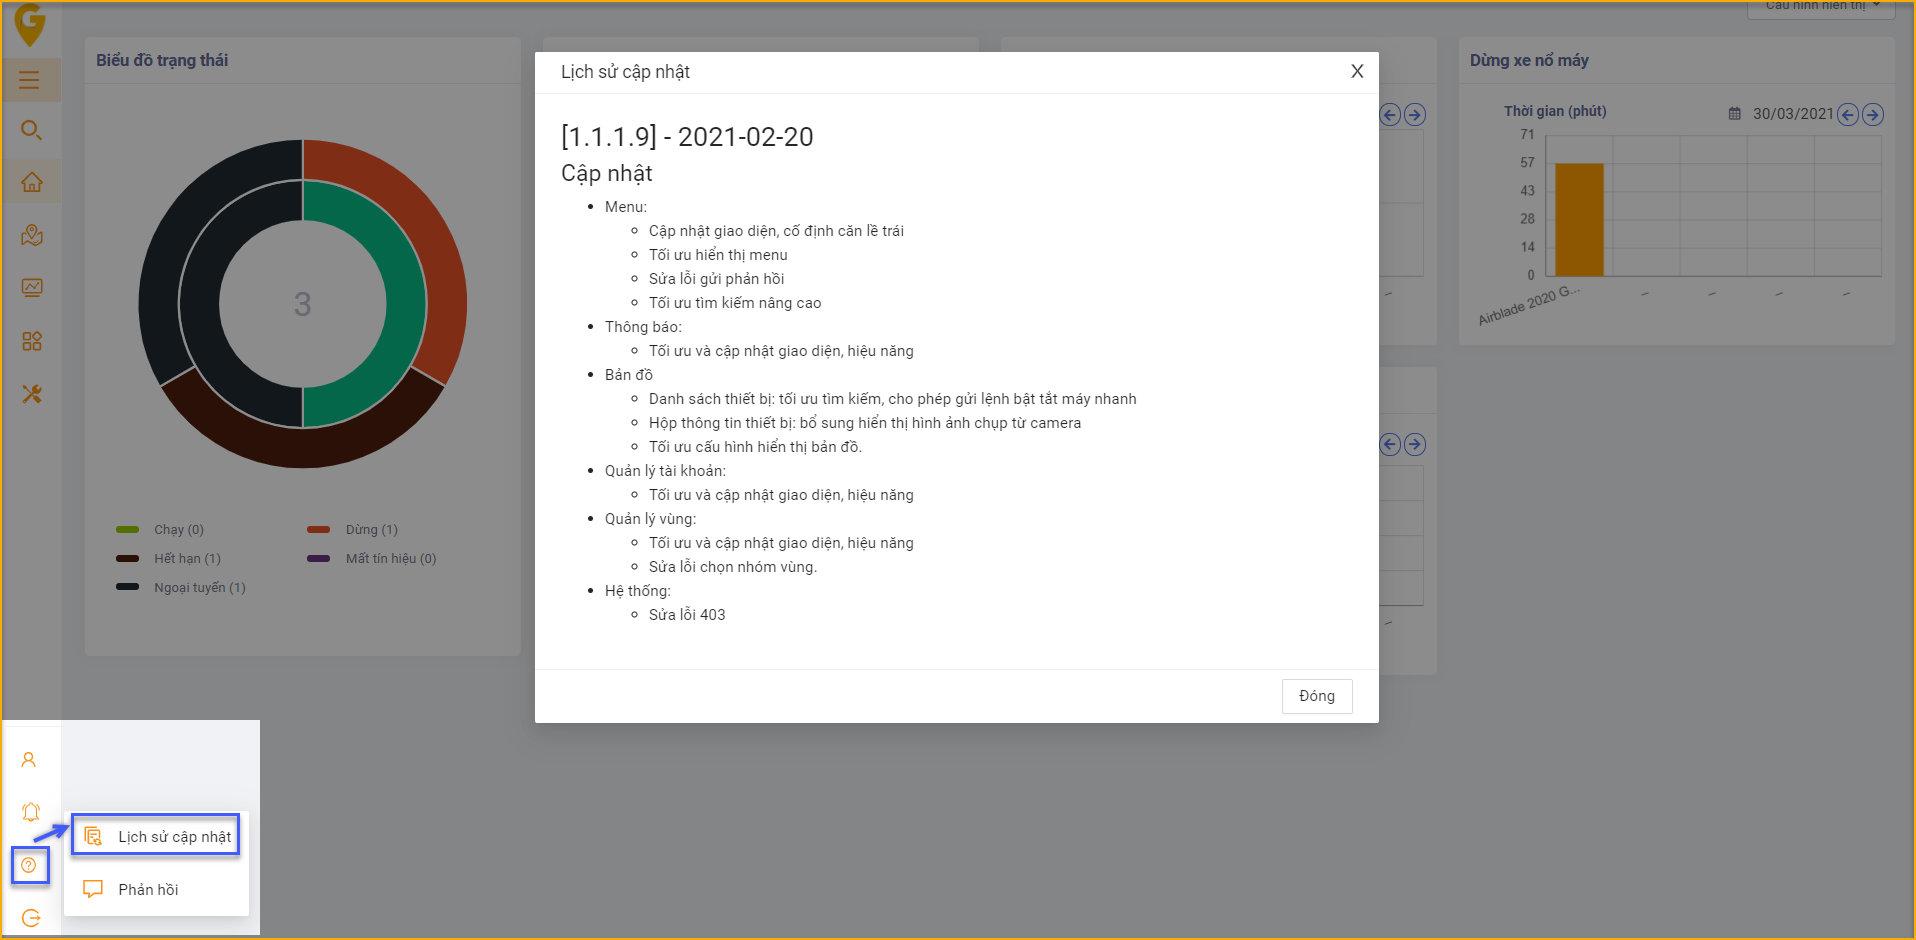 G
Cấu hình hiển thị
Biểu đồ trạng thái
3
Chạy (0)
Dừng (1)
Hết hạn (1)
Mất tín hiệu (0)
Ngoại tuyến (1)
Lịch sử cập nhật
X
[1.1.1.9] - 2021-02-20
Cập nhật
Menu:
Cập nhật giao diện, cố định căn lề trái
Tối ưu hiển thị menu
Sửa lỗi gửi phản hồi
Tối ưu tìm kiếm nâng cao
Thông báo:
Tối ưu và cập nhật giao diện, hiệu năng
Bản đồ
Danh sách thiết bị: tối ưu tìm kiếm, cho phép gửi lệnh bật tắt máy nhanh
Hộp thông tin thiết bị: bổ sung hiển thị hình ảnh chụp từ camera
Tối ưu cấu hình hiển thị bản đồ.
Quản lý tài khoản:
Tối ưu và cập nhật giao diện, hiệu năng
Quản lý vùng:
Tối ưu và cập nhật giao diện, hiệu năng
Sửa lỗi chọn nhóm vùng.
Hệ thống:
Sửa lỗi 403
Đóng
Dừng xe nổ máy
Thời gian (phút)
30/03/2021
71
57
43
28
14
0
Airblade 2020 G...
Lịch sử cập nhật
Phản hồi